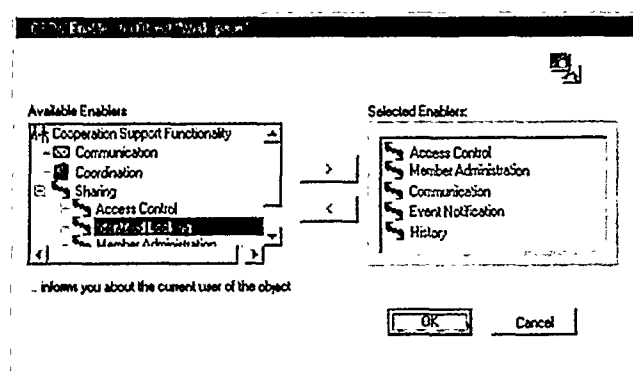 Available Enablers
Selected Enablers:
Cooperation Support Functionality
Communication
Coordination
Sharing
Access Control
Member Administration
>
<
Access Control
Member Administration
Communication
Event Notification
History
... informs you about the current user of the object
OK
Cancel